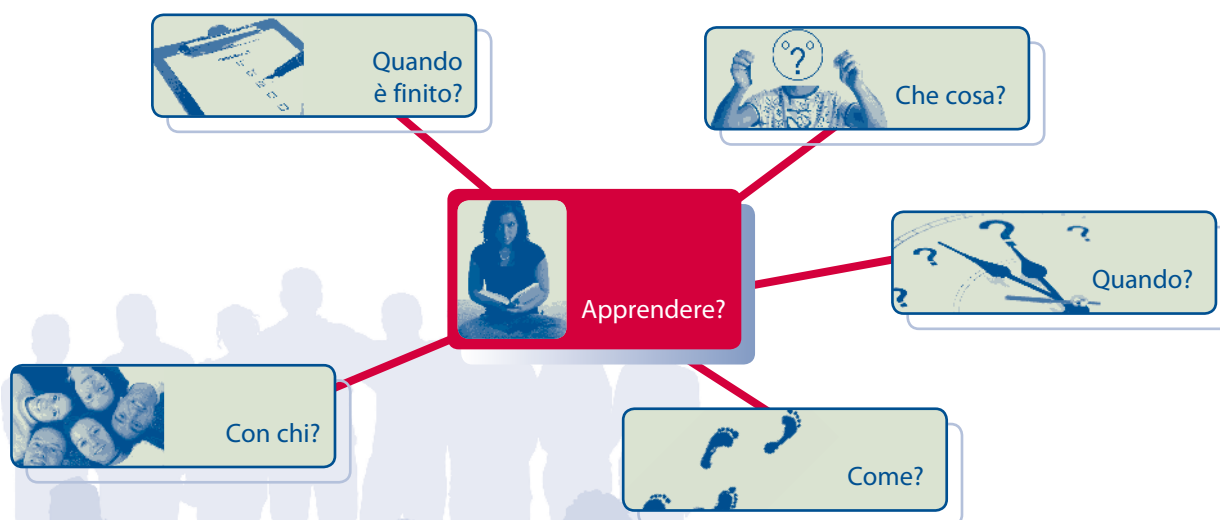 Quando
è finito?
Che cosa?
Apprendere?
Quando?
Con chi?
Come?